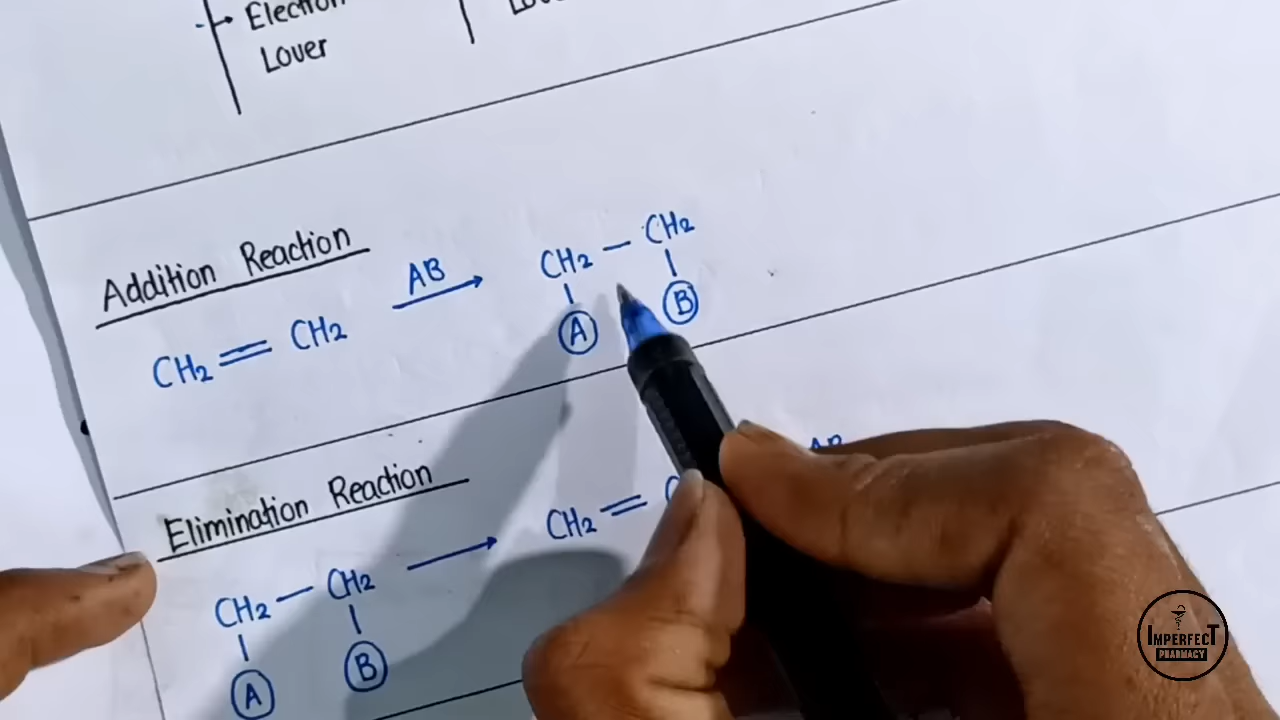 Electron
Lover
Addition Reaction
CH₂ = CH₂ AB → CH₂ — CH₂
A B
Elimination Reaction
CH₂ — CH₂ → CH₂ =
A B
IMPERFECT
PHARMACY